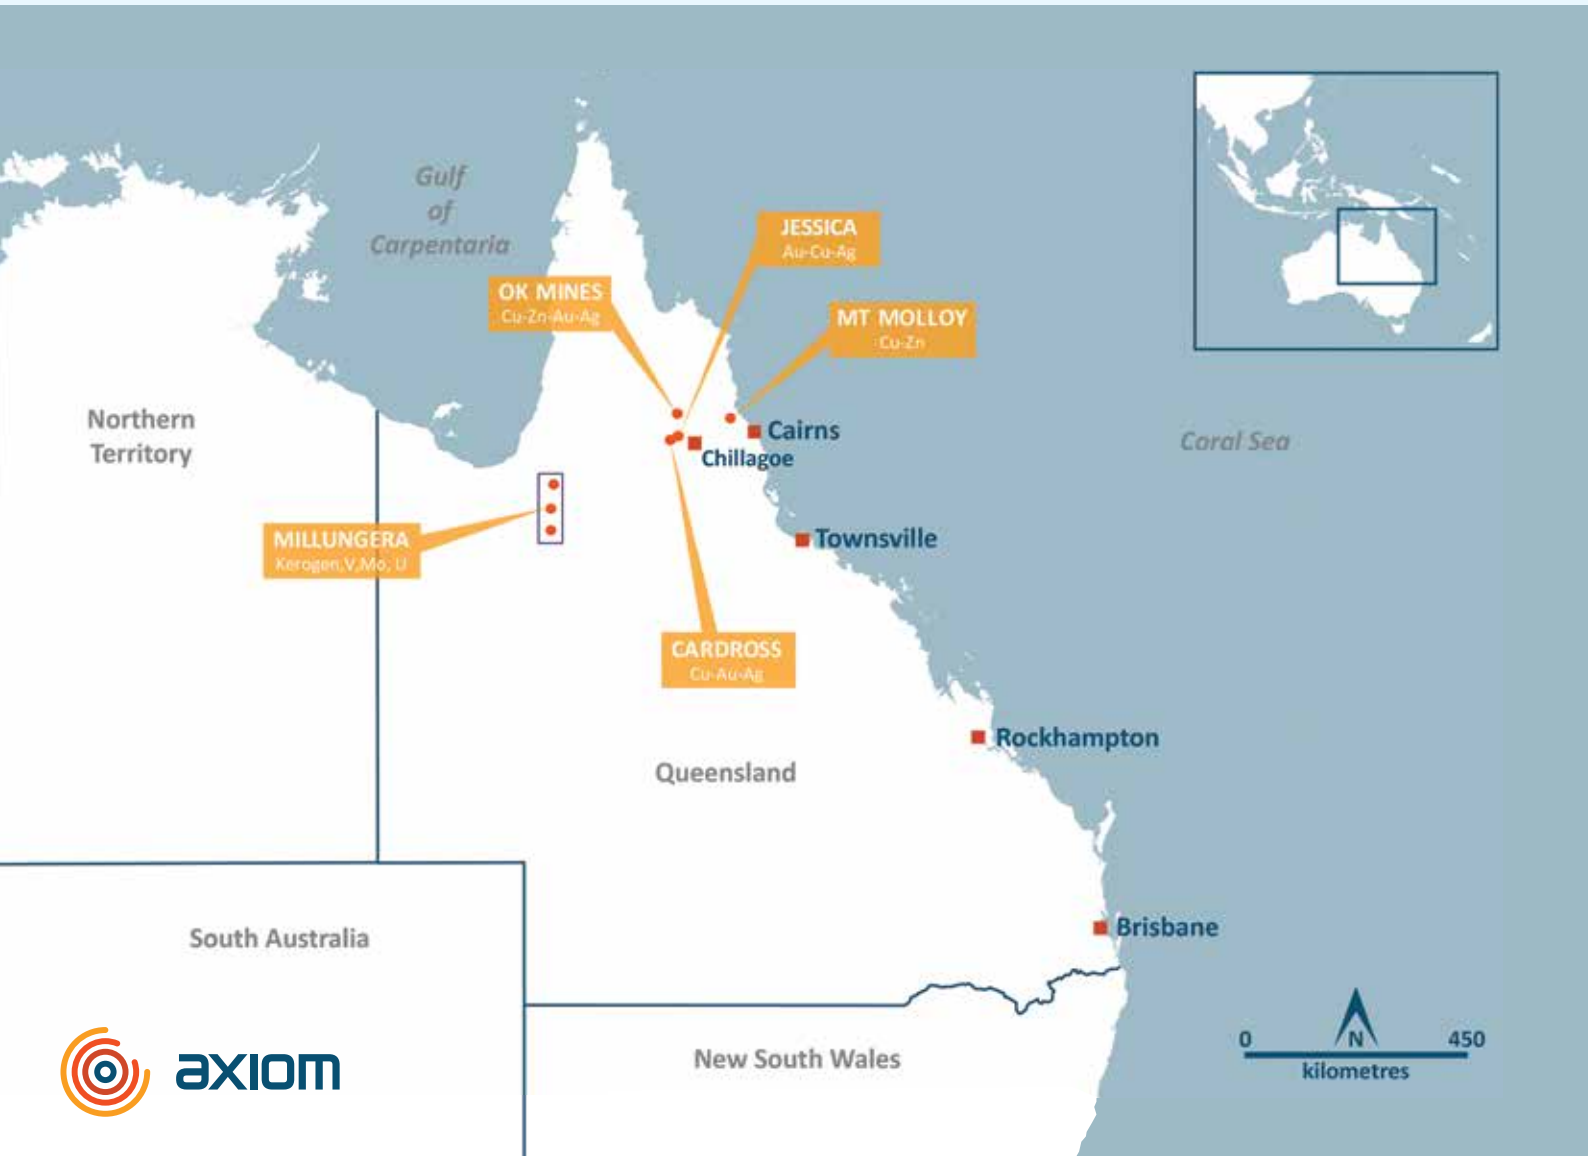 Gulf
of
Carpentaria
JESSICA
Au-Cu-Ag
OK MINES
Cu-Zn-Au-Ag
MT MOLLOY
Cu-Zn
Northern
Territory
Cairns
Chillagoe
Coral Sea
MILLUNGERA
Kerogen,V,Mo, U
Townsville
CARDROSS
Cu-Au-Ag
Rockhampton
Queensland
South Australia
Brisbane
New South Wales
0 N 450
kilometres
axiom